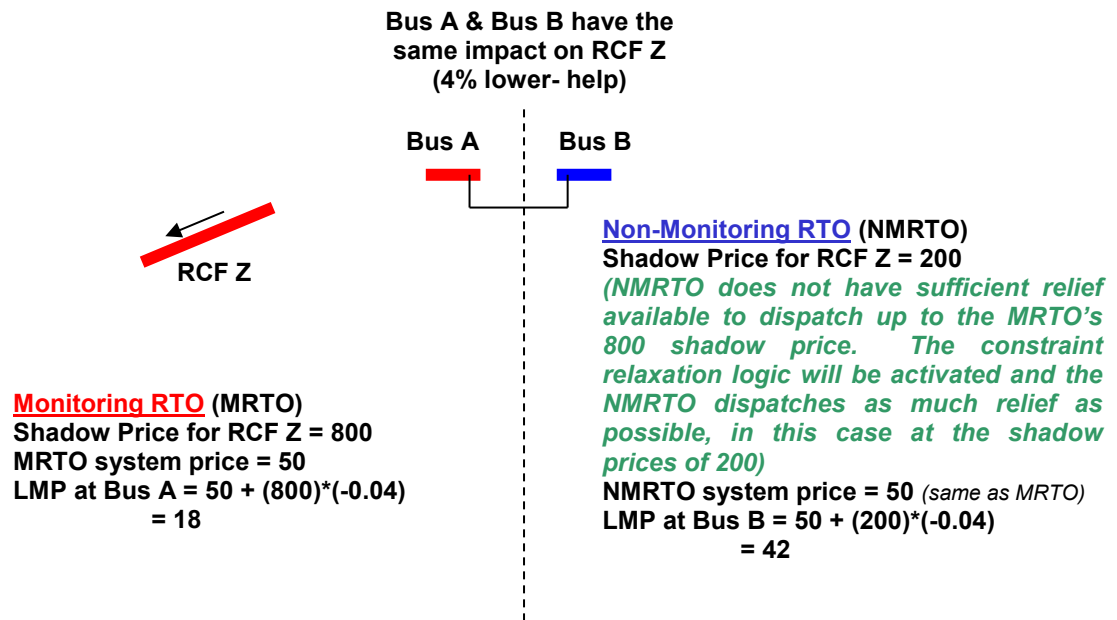 Bus A & Bus B have the
same impact on RCF Z
(4% lower- help)
Bus A
Bus B
RCF Z
Monitoring RTO (MRTO)
Shadow Price for RCF Z = 800
MRTO system price = 50
LMP at Bus A = 50 + (800)*(-0.04)
= 18
Non-Monitoring RTO (NMRTO)
Shadow Price for RCF Z = 200
(NMRTO does not have sufficient relief
available to dispatch up to the MRTO's
800 shadow price. The constraint
relaxation logic will be activated and the
NMRTO dispatches as much relief as
possible, in this case at the shadow
prices of 200)
NMRTO system price = 50 (same as MRTO)
LMP at Bus B = 50 + (200)*(-0.04)
= 42